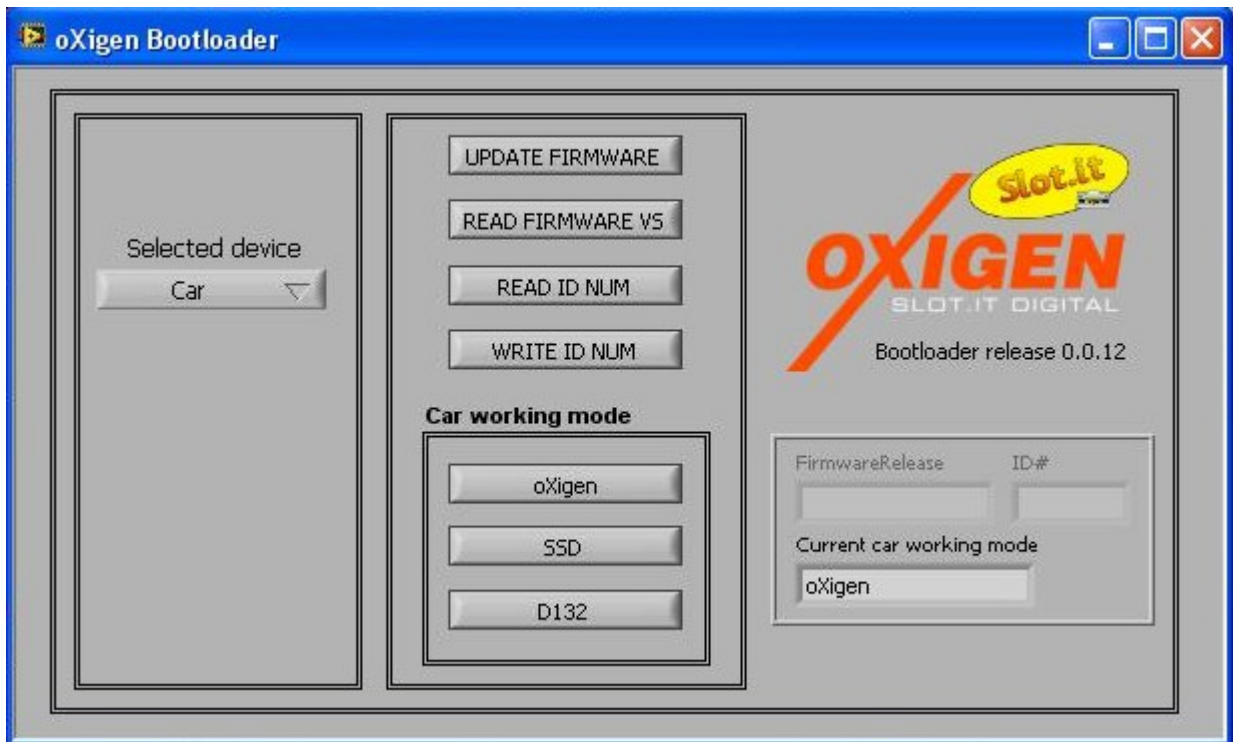 oXigen Bootloader
Selected device
Car
UPDATE FIRMWARE
READ FIRMWARE VS
READ ID NUM
WRITE ID NUM
Car working mode
oXigen
SSD
D132
Slot.it
OXIGEN
SLOT.IT DIGITAL
Bootloader release 0.0.12
FirmwareRelease ID#
Current car working mode
oXigen